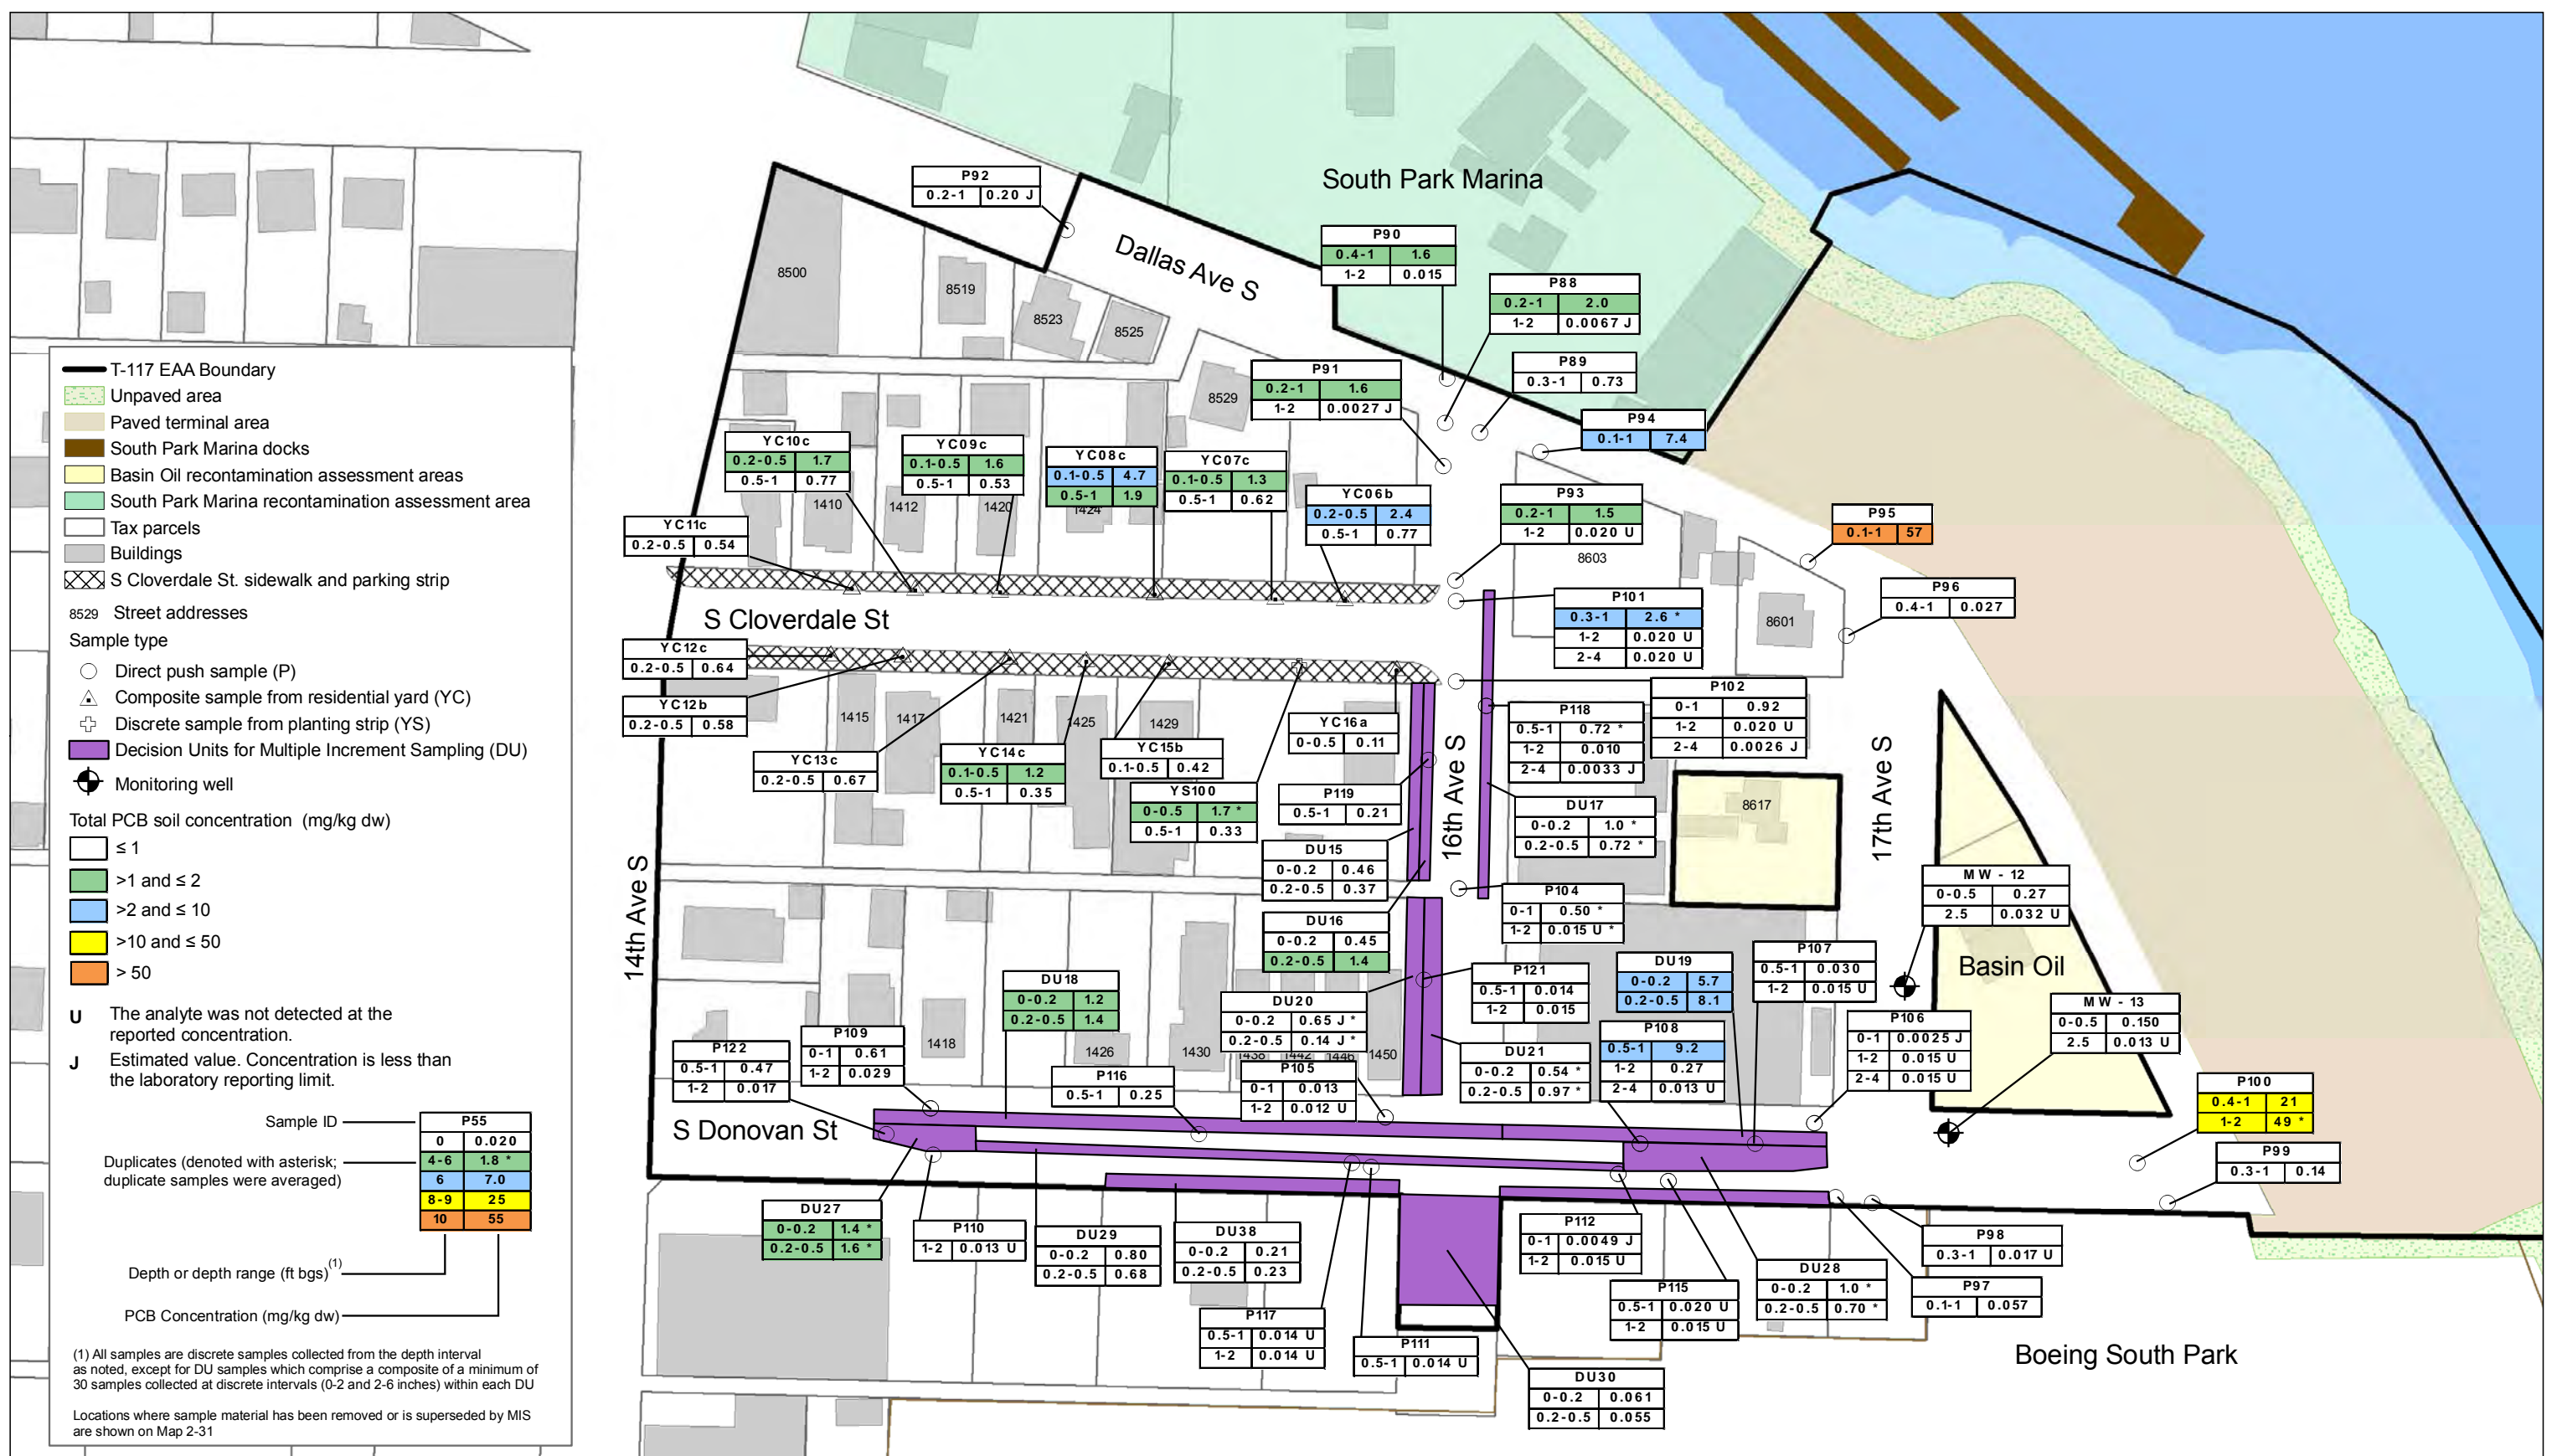 South Park Marina
P92
0.2-1 0.20 J
Dallas Ave S
P90
0.4-1 1.6
1-2 0.015
P88
0.2-1 2.0
1-2 0.0067 J
P89
0.3-1 0.73
P91
0.2-1 1.6
1-2 0.0027 J
P94
0.1-1 7.4
8500
8519
8523
8525
8529
YC10c
0.2-0.5 1.7
0.5-1 0.77
YC09c
0.1-0.5 1.6
0.5-1 0.53
YC08c
0.1-0.5 4.7
0.5-1 1.9
YC07c
0.1-0.5 1.3
0.5-1 0.62
YC06b
0.2-0.5 2.4
0.5-1 0.77
P93
0.2-1 1.5
1-2 0.020 U
P95
0.1-1 57
1410
1412
1420
1424
8603
YC11c
0.2-0.5 0.54
P96
0.4-1 0.027
P101
0.3-1 2.6 *
1-2 0.020 U
2-4 0.020 U
8601
S Cloverdale St
YC12c
0.2-0.5 0.64
YC12b
0.2-0.5 0.58
1415
1417
1421
1425
1429
P102
0-1 0.92
1-2 0.020 U
2-4 0.0026 J
P118
0.5-1 0.72 *
1-2 0.010
2-4 0.0033 J
YC16a
0-0.5 0.11
YC13c
0.2-0.5 0.67
YC14c
0.1-0.5 1.2
0.5-1 0.35
YC15b
0.1-0.5 0.42
YS100
0-0.5 1.7 *
0.5-1 0.33
P119
0.5-1 0.21
16th Ave S
17th Ave S
14th Ave S
DU17
0-0.2 1.0 *
0.2-0.5 0.72 *
8617
DU15
0-0.2 0.46
0.2-0.5 0.37
P104
0-1 0.50 *
1-2 0.015 U *
MW - 12
0-0.5 0.27
2.5 0.032 U
DU16
0-0.2 0.45
0.2-0.5 1.4
P121
0.5-1 0.014
1-2 0.015
DU19
0-0.2 5.7
0.2-0.5 8.1
P107
0.5-1 0.030
1-2 0.015 U
Basin Oil
DU18
0-0.2 1.2
0.2-0.5 1.4
DU20
0-0.2 0.65 J *
0.2-0.5 0.14 J *
MW - 13
0-0.5 0.150
2.5 0.013 U
P106
0-1 0.0025 J
1-2 0.015 U
2-4 0.015 U
P108
0.5-1 9.2
1-2 0.27
2-4 0.013 U
P109
0-1 0.61
1-2 0.029
P122
0.5-1 0.47
1-2 0.017
1418
1426
1430
1438
1442
1446
1450
DU21
0-0.2 0.54 *
0.2-0.5 0.97 *
P116
0.5-1 0.25
P105
0-1 0.013
1-2 0.012 U
P100
0.4-1 21
1-2 49 *
S Donovan St
P99
0.3-1 0.14
DU27
0-0.2 1.4 *
0.2-0.5 1.6 *
P110
1-2 0.013 U
DU29
0-0.2 0.80
0.2-0.5 0.68
DU38
0-0.2 0.21
0.2-0.5 0.23
P112
0-1 0.0049 J
1-2 0.015 U
P98
0.3-1 0.017 U
DU28
0-0.2 1.0 *
0.2-0.5 0.70 *
P97
0.1-1 0.057
P115
0.5-1 0.020 U
1-2 0.015 U
P117
0.5-1 0.014 U
1-2 0.014 U
P111
0.5-1 0.014 U
DU30
0-0.2 0.061
0.2-0.5 0.055
Boeing South Park
T-117 EAA Boundary
Unpaved area
Paved terminal area
South Park Marina docks
Basin Oil recontamination assessment areas
South Park Marina recontamination assessment area
Tax parcels
Buildings
S Cloverdale St. sidewalk and parking strip
8529 Street addresses
Sample type
Direct push sample (P)
Composite sample from residential yard (YC)
Discrete sample from planting strip (YS)
Decision Units for Multiple Increment Sampling (DU)
Monitoring well
Total PCB soil concentration (mg/kg dw)
≤ 1
>1 and ≤ 2
>2 and ≤ 10
>10 and ≤ 50
> 50
U The analyte was not detected at the
reported concentration.
J Estimated value. Concentration is less than
the laboratory reporting limit.
Sample ID
P55
0 0.020
4-6 1.8 *
6 7.0
8-9 25
10 55
Duplicates (denoted with asterisk;
duplicate samples were averaged)
Depth or depth range (ft bgs)(1)
PCB Concentration (mg/kg dw)
(1) All samples are discrete samples collected from the depth interval
as noted, except for DU samples which comprise a composite of a minimum of
30 samples collected at discrete intervals (0-2 and 2-6 inches) within each DU
Locations where sample material has been removed or is superseded by MIS
are shown on Map 2-31